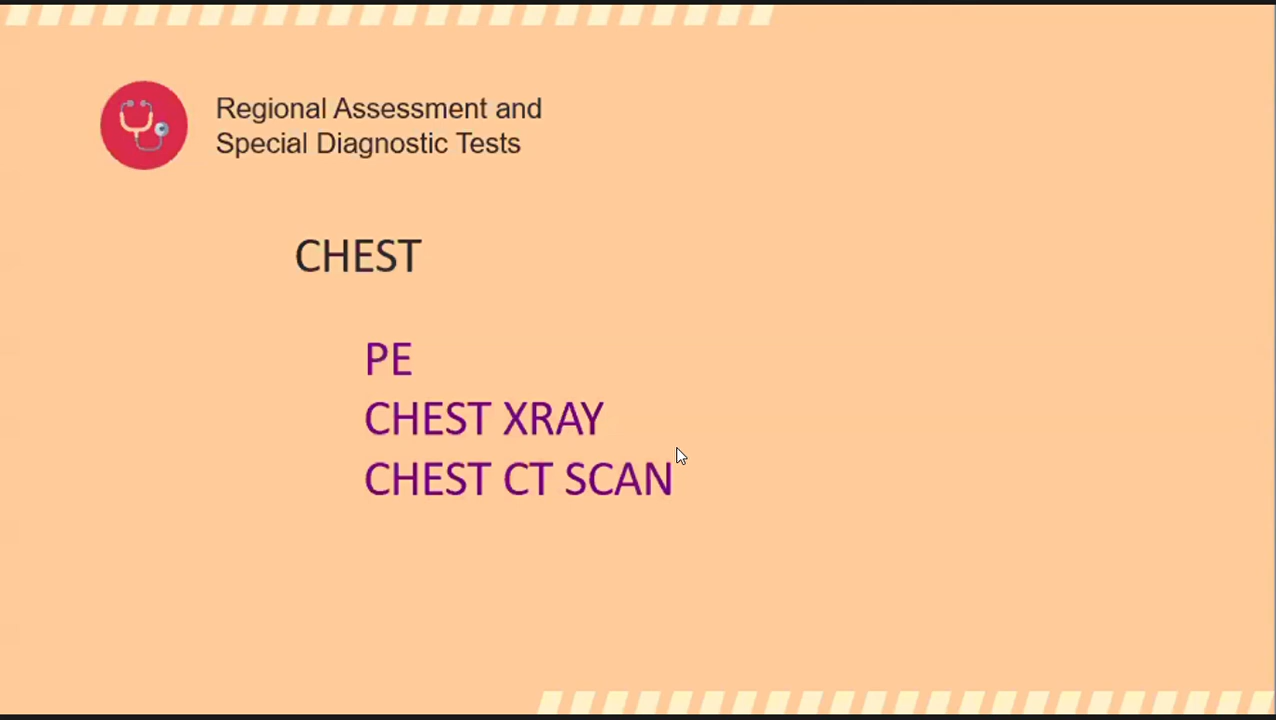 Regional Assessment and
Special Diagnostic Tests
CHEST
PE
CHEST XRAY
CHEST CT SCAN